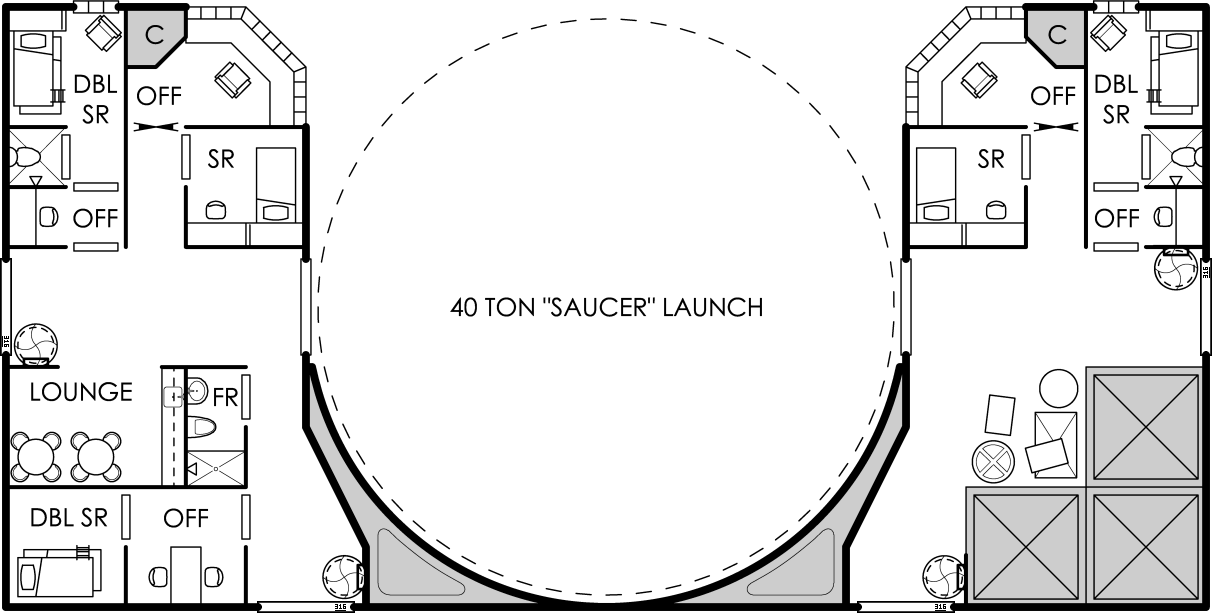 C
OFF
DBL
SR
SR
OFF
C
OFF
DBL
SR
SR
OFF
316
40 TON "SAUCER" LAUNCH
316
LOUNGE
FR
DBL SR
OFF
316
316